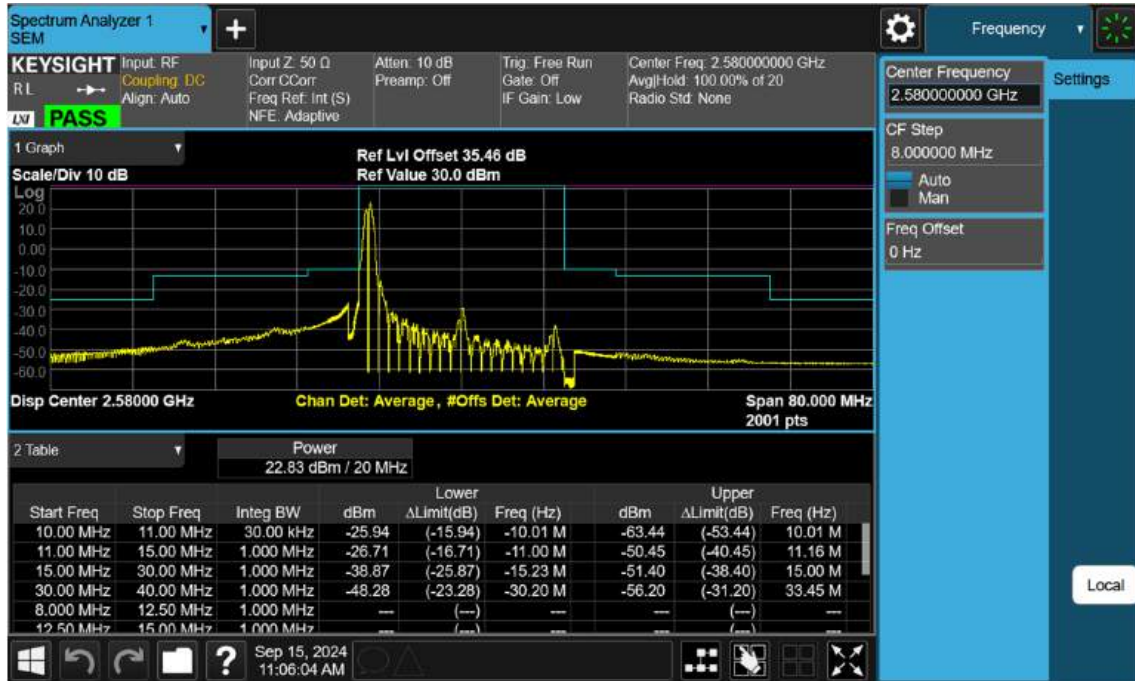 Spectrum Analyzer 1
SEM
+
Frequency
KEYSIGHT
R L
LXI PASS
Input: RF
Coupling: DC
Align: Auto
Input Z: 50 Ω
Corr CCorr
Freq Ref: Int (S)
NFE: Adaptive
Atten: 10 dB
Preamp: Off
Trig: Free Run
Gate: Off
IF Gain: Low
Center Freq: 2.580000000 GHz
Avg|Hold: 100.00% of 20
Radio Std: None
Center Frequency
2.580000000 GHz
Settings
CF Step
8.000000 MHz
Auto
Man
Freq Offset
0 Hz
1 Graph
Scale/Div 10 dB
Ref Lvl Offset 35.46 dB
Ref Value 30.0 dBm
Log
20.0
10.0
0.00
-10.0
-20.0
-30.0
-40.0
-50.0
-60.0
Disp Center 2.58000 GHz
Chan Det: Average, #Offs Det: Average
Span 80.000 MHz
2001 pts
2 Table
Power
22.83 dBm / 20 MHz
Lower Upper
Start Freq Stop Freq Integ BW dBm ΔLimit(dB) Freq (Hz) dBm ΔLimit(dB) Freq (Hz)
10.00 MHz 11.00 MHz 30.00 kHz -25.94 (-15.94) -10.01 M -63.44 (-53.44) 10.01 M
11.00 MHz 15.00 MHz 1.000 MHz -26.71 (-16.71) -11.00 M -50.45 (-40.45) 11.16 M
15.00 MHz 30.00 MHz 1.000 MHz -38.87 (-25.87) -15.23 M -51.40 (-38.40) 15.00 M
30.00 MHz 40.00 MHz 1.000 MHz -48.28 (-23.28) -30.20 M -56.20 (-31.20) 33.45 M
8.000 MHz 12.50 MHz 1.000 MHz --- (---) --- --- (---) ---
12.50 MHz 15.00 MHz 1.000 MHz --- (---) --- --- (---) ---
Local
?
Sep 15, 2024
11:06:04 AM